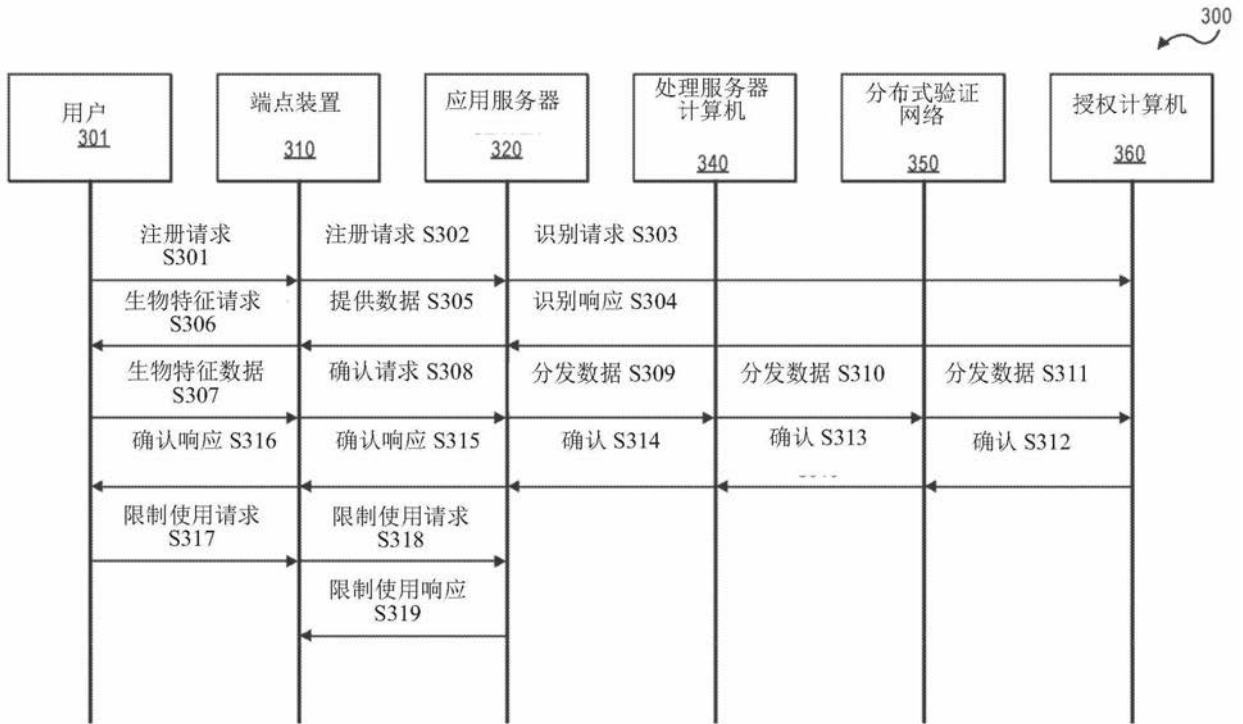 300
用户
301
端点装置
310
应用服务器
320
处理服务器
计算机
340
分布式验证
网络
350
授权计算机
360
注册请求
S301
注册请求 S302
识别请求 S303
生物特征请求
S306
提供数据 S305
识别响应 S304
生物特征数据
S307
确认请求 S308
分发数据 S309
分发数据 S310
分发数据 S311
确认响应 S316
确认响应 S315
确认 S314
确认 S313
确认 S312
限制使用请求
S317
限制使用请求
S318
限制使用响应
S319